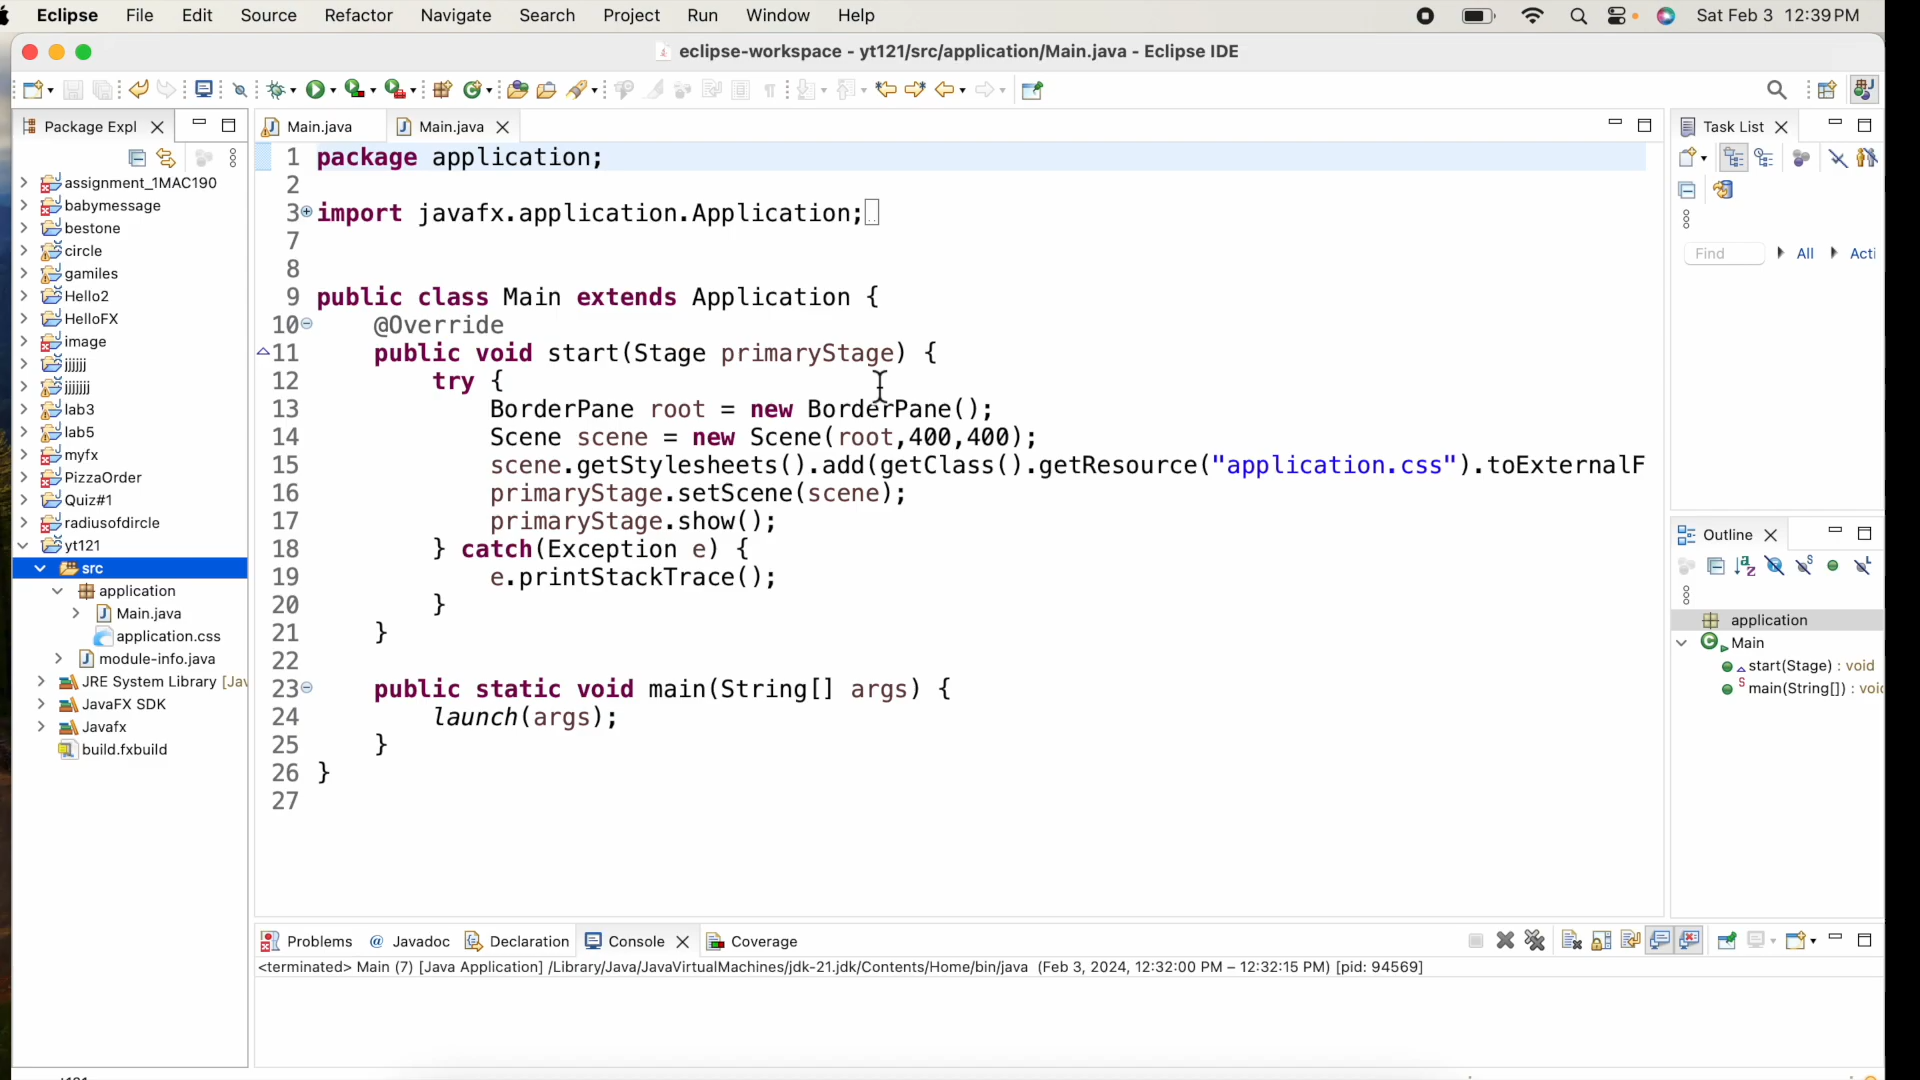 Eclipse File Edit Source Refactor Navigate Search Project Run Window Help Sat Feb 3 12:39 PM
eclipse-workspace - yt121/src/application/Main.java - Eclipse IDE
Package Expl
assignment_1MAC190
babymessage
bestone
circle
gamiles
Hello2
HelloFX
image
jjjjjj
jjjjjjj
lab3
lab5
myfx
PizzaOrder
Quiz#1
radiusofdircle
yt121
src
application
Main.java
application.css
module-info.java
JRE System Library [Jav
JavaFX SDK
Javafx
build.fxbuild
Main.java Main.java
1 package application;
2
3 import javafx.application.Application;
7
8
9 public class Main extends Application {
10 @Override
11 public void start(Stage primaryStage) {
12 try {
13 BorderPane root = new BorderPane();
14 Scene scene = new Scene(root,400,400);
15 scene.getStylesheets().add(getClass().getResource("application.css").toExternalF
16 primaryStage.setScene(scene);
17 primaryStage.show();
18 } catch(Exception e) {
19 e.printStackTrace();
20 }
21 }
22
23 public static void main(String[] args) {
24 launch(args);
25 }
26 }
27
Task List
Find All Acti
Outline
application
Main
start(Stage) : void
main(String[]) : voi
Problems Javadoc Declaration Console Coverage
<terminated> Main (7) [Java Application] /Library/Java/JavaVirtualMachines/jdk-21.jdk/Contents/Home/bin/java (Feb 3, 2024, 12:32:00 PM – 12:32:15 PM) [pid: 94569]